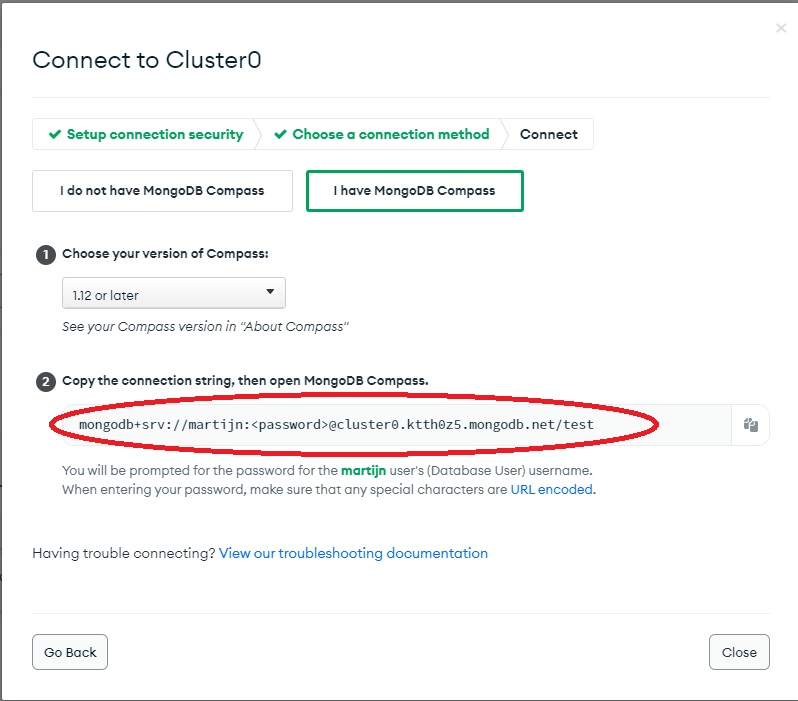 Connect to Cluster0
Setup connection security
Choose a connection method
Connect
I do not have MongoDB Compass
I have MongoDB Compass
1 Choose your version of Compass:
1.12 or later
See your Compass version in "About Compass"
2 Copy the connection string, then open MongoDB Compass.
mongodb+srv://martijn:<password>@cluster0.ktth0z5.mongodb.net/test
You will be prompted for the password for the martijn user's (Database User) username.
When entering your password, make sure that any special characters are URL encoded.
Having trouble connecting? View our troubleshooting documentation
Go Back
Close